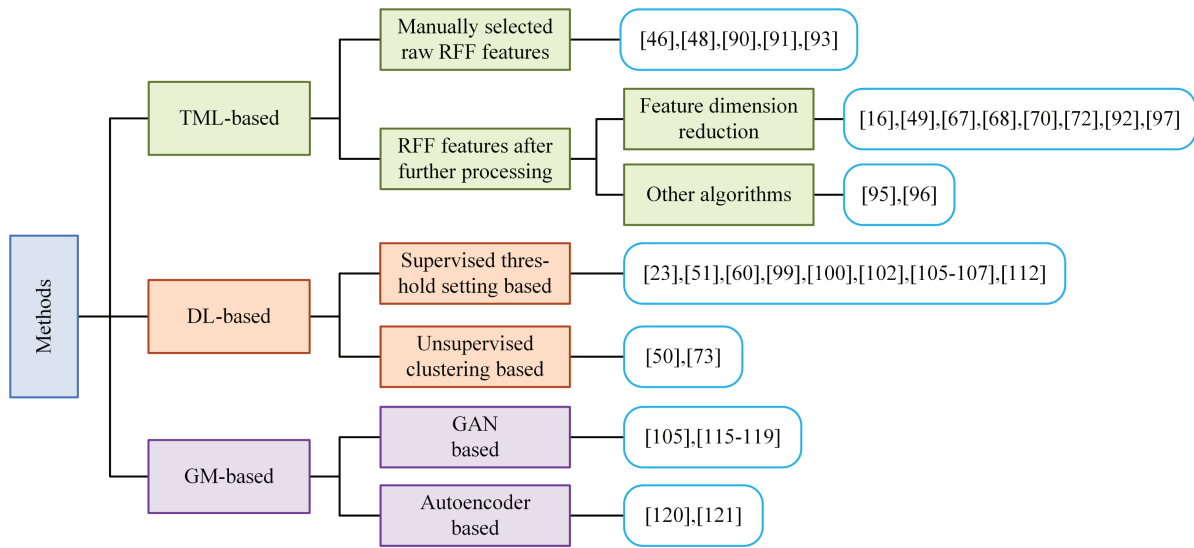 Methods
TML-based
Manually selected
raw RFF features
[46],[48],[90],[91],[93]
RFF features after
further processing
Feature dimension
reduction
[16],[49],[67],[68],[70],[72],[92],[97]
Other algorithms
[95],[96]
DL-based
Supervised thres-
hold setting based
[23],[51],[60],[99],[100],[102],[105-107],[112]
Unsupervised
clustering based
[50],[73]
GM-based
GAN
based
[105],[115-119]
Autoencoder
based
[120],[121]